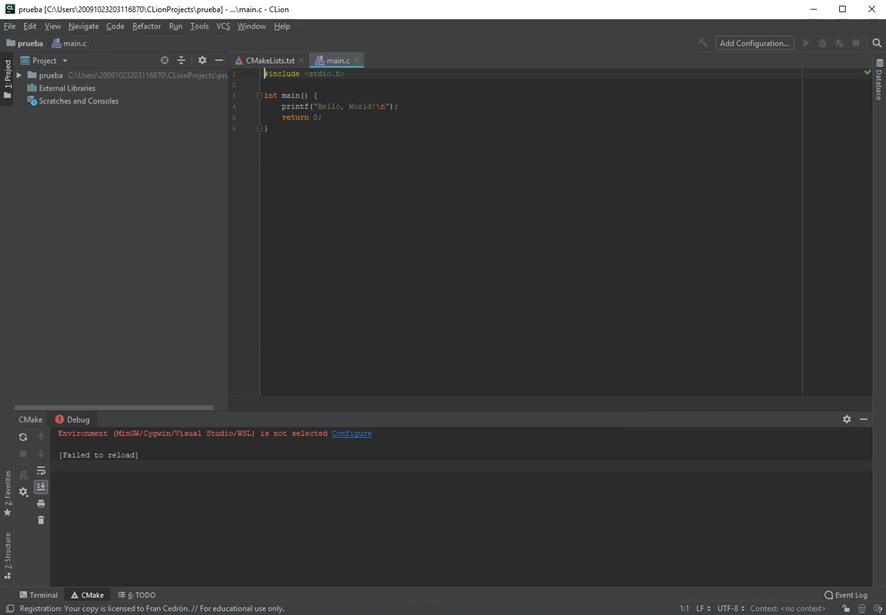 prueba [C:\Users\20091023203116870\CLionProjects\prueba] - ...\main.c - CLion
File Edit View Navigate Code Refactor Run Tools VCS Window Help
prueba main.c
Add Configuration...
Project
CMakeLists.txt
main.c
1: Project
prueba C:\Users\20091023203116870\CLionProjects\pru
External Libraries
Scratches and Consoles
Database
1 #include <stdio.h>
2
3 int main() {
4 printf("Hello, World!\n");
5 return 0;
6 }
CMake Debug
Environment (MinGW/Cygwin/Visual Studio/WSL) is not selected Configure
[Failed to reload]
2: Favorites
7: Structure
Terminal CMake 6: TODO
Event Log
Registration: Your copy is licensed to Fran Cedrón. // For educational use only.
1:1 LF UTF-8 Context: <no context>